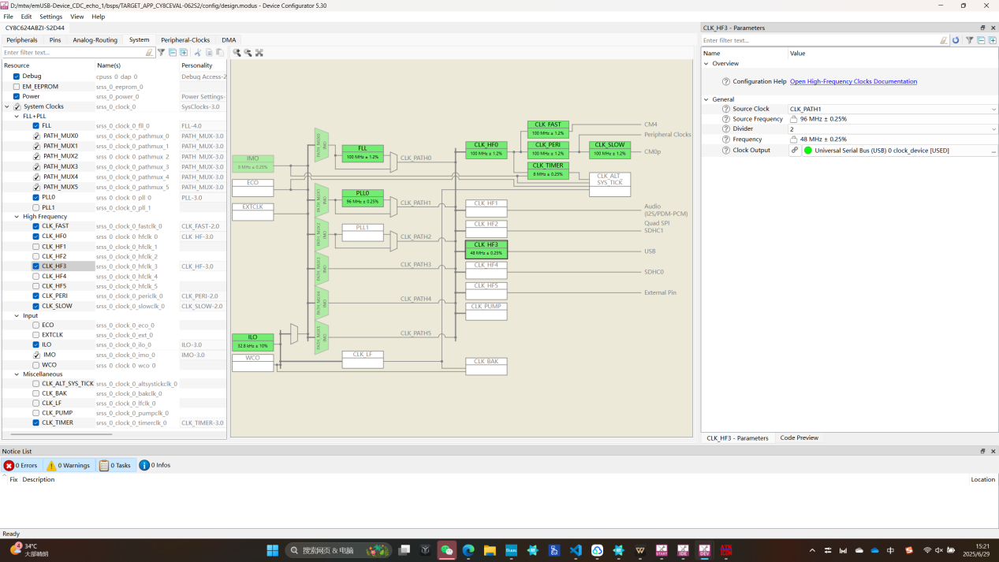 D:/mtw/emUSB-Device_CDC_echo_1/bsps/TARGET_APP_CY8CEVAL-062S2/config/design.modus - Device Configurator 5.30
File Edit Settings View Help
CY8C624ABZI-S2D44
Peripherals Pins Analog-Routing System Peripheral-Clocks DMA
Enter filter text...
Resource Name(s) Personality
Debug cpuss_0_dap_0 Debug Access-2
EM_EEPROM srss_0_eeprom_0
Power srss_0_power_0 Power Settings-
System Clocks srss_0_clock_0 SysClocks-3.0
FLL+PLL
FLL srss_0_clock_0_fll_0 FLL-4.0
PATH_MUX0 srss_0_clock_0_pathmux_0 PATH_MUX-3.0
PATH_MUX1 srss_0_clock_0_pathmux_1 PATH_MUX-3.0
PATH_MUX2 srss_0_clock_0_pathmux_2 PATH_MUX-3.0
PATH_MUX3 srss_0_clock_0_pathmux_3 PATH_MUX-3.0
PATH_MUX4 srss_0_clock_0_pathmux_4 PATH_MUX-3.0
PATH_MUX5 srss_0_clock_0_pathmux_5 PATH_MUX-3.0
PLL0 srss_0_clock_0_pll_0 PLL-3.0
PLL1 srss_0_clock_0_pll_1
High Frequency
CLK_FAST srss_0_clock_0_fastclk_0 CLK_FAST-2.0
CLK_HF0 srss_0_clock_0_hfclk_0 CLK_HF-3.0
CLK_HF1 srss_0_clock_0_hfclk_1
CLK_HF2 srss_0_clock_0_hfclk_2
CLK_HF3 srss_0_clock_0_hfclk_3 CLK_HF-3.0
CLK_HF4 srss_0_clock_0_hfclk_4
CLK_HF5 srss_0_clock_0_hfclk_5
CLK_PERI srss_0_clock_0_periclk_0 CLK_PERI-2.0
CLK_SLOW srss_0_clock_0_slowclk_0 CLK_SLOW-2.0
Input
ECO srss_0_clock_0_eco_0
EXTCLK srss_0_clock_0_ext_0
ILO srss_0_clock_0_ilo_0 ILO-3.0
IMO srss_0_clock_0_imo_0 IMO-3.0
WCO srss_0_clock_0_wco_0
Miscellaneous
CLK_ALT_SYS_TICK srss_0_clock_0_altsystickclk_0
CLK_BAK srss_0_clock_0_bakclk_0
CLK_LF srss_0_clock_0_lfclk_0
CLK_PUMP srss_0_clock_0_pumpclk_0
CLK_TIMER srss_0_clock_0_timerclk_0 CLK_TIMER-3.0
IMO
8 MHz ± 0.25%
ECO
EXTCLK
ILO
32.8 kHz ± 10%
WCO
PATH_MUX0
IMO
PATH_MUX1
IMO
PATH_MUX2
IMO
PATH_MUX3
IMO
PATH_MUX4
IMO
PATH_MUX5
IMO
FLL
100 MHz ± 1.2%
PLL0
96 MHz ± 0.25%
PLL1
CLK_LF
CLK_PATH0
CLK_PATH1
CLK_PATH2
CLK_PATH3
CLK_PATH4
CLK_PATH5
CLK_HF0
100 MHz ± 1.2%
CLK_HF1
CLK_HF2
CLK_HF3
48 MHz ± 0.25%
CLK_HF4
CLK_HF5
CLK_PUMP
CLK_BAK
CLK_FAST
100 MHz ± 1.2%
CLK_PERI
100 MHz ± 1.2%
CLK_TIMER
8 MHz ± 0.25%
CLK_SLOW
100 MHz ± 1.2%
CLK_ALT_
SYS_TICK
CM4
Peripheral Clocks
CM0p
Audio
(I2S/PDM-PCM)
Quad SPI
SDHC1
USB
SDHC0
External Pin
CLK_HF3 - Parameters
Enter filter text...
Name Value
Overview
Configuration Help Open High-Frequency Clocks Documentation
General
Source Clock CLK_PATH1
Source Frequency 96 MHz ± 0.25%
Divider 2
Frequency 48 MHz ± 0.25%
Clock Output Universal Serial Bus (USB) 0 clock_device [USED] ...
CLK_HF3 - Parameters Code Preview
Notice List
0 Errors 0 Warnings 0 Tasks 0 Infos
Fix Description Location
Ready
4 34°C
大部晴朗
搜索网页 & 电脑
START IDE DEV
中
15:21
2025/6/29